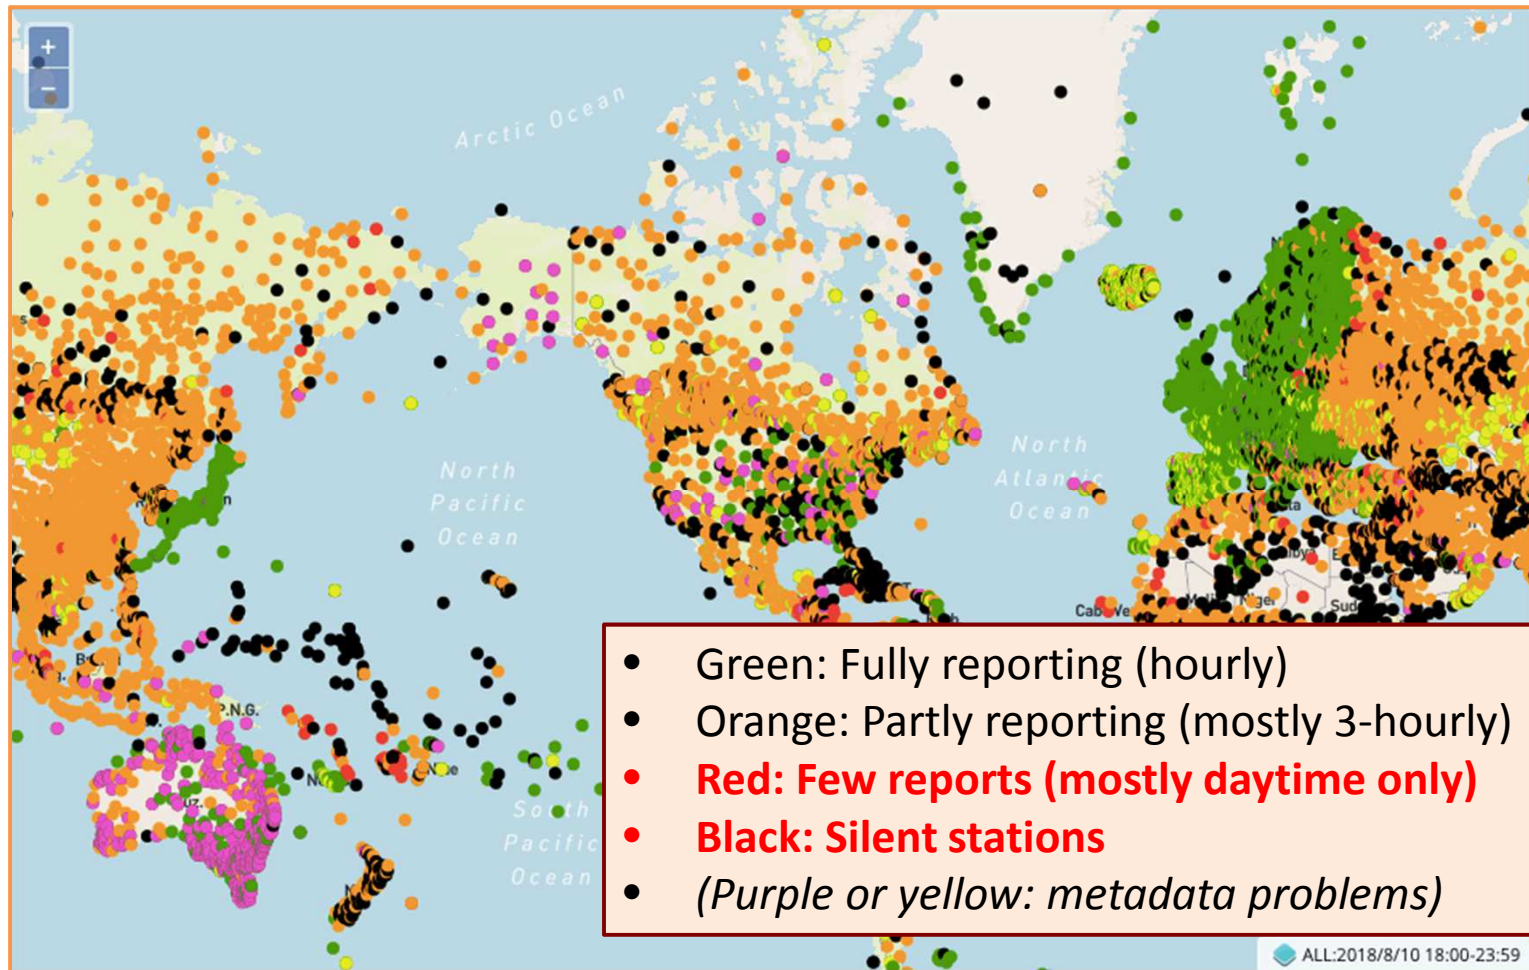 +
−
Arctic Ocean
North
Pacific
Ocean
North
Atlantic
Ocean
P.N.G.
South
Pacific
Ocean
• Green: Fully reporting (hourly)
• Orange: Partly reporting (mostly 3-hourly)
• Red: Few reports (mostly daytime only)
• Black: Silent stations
• (Purple or yellow: metadata problems)
ALL:2018/8/10 18:00-23:59